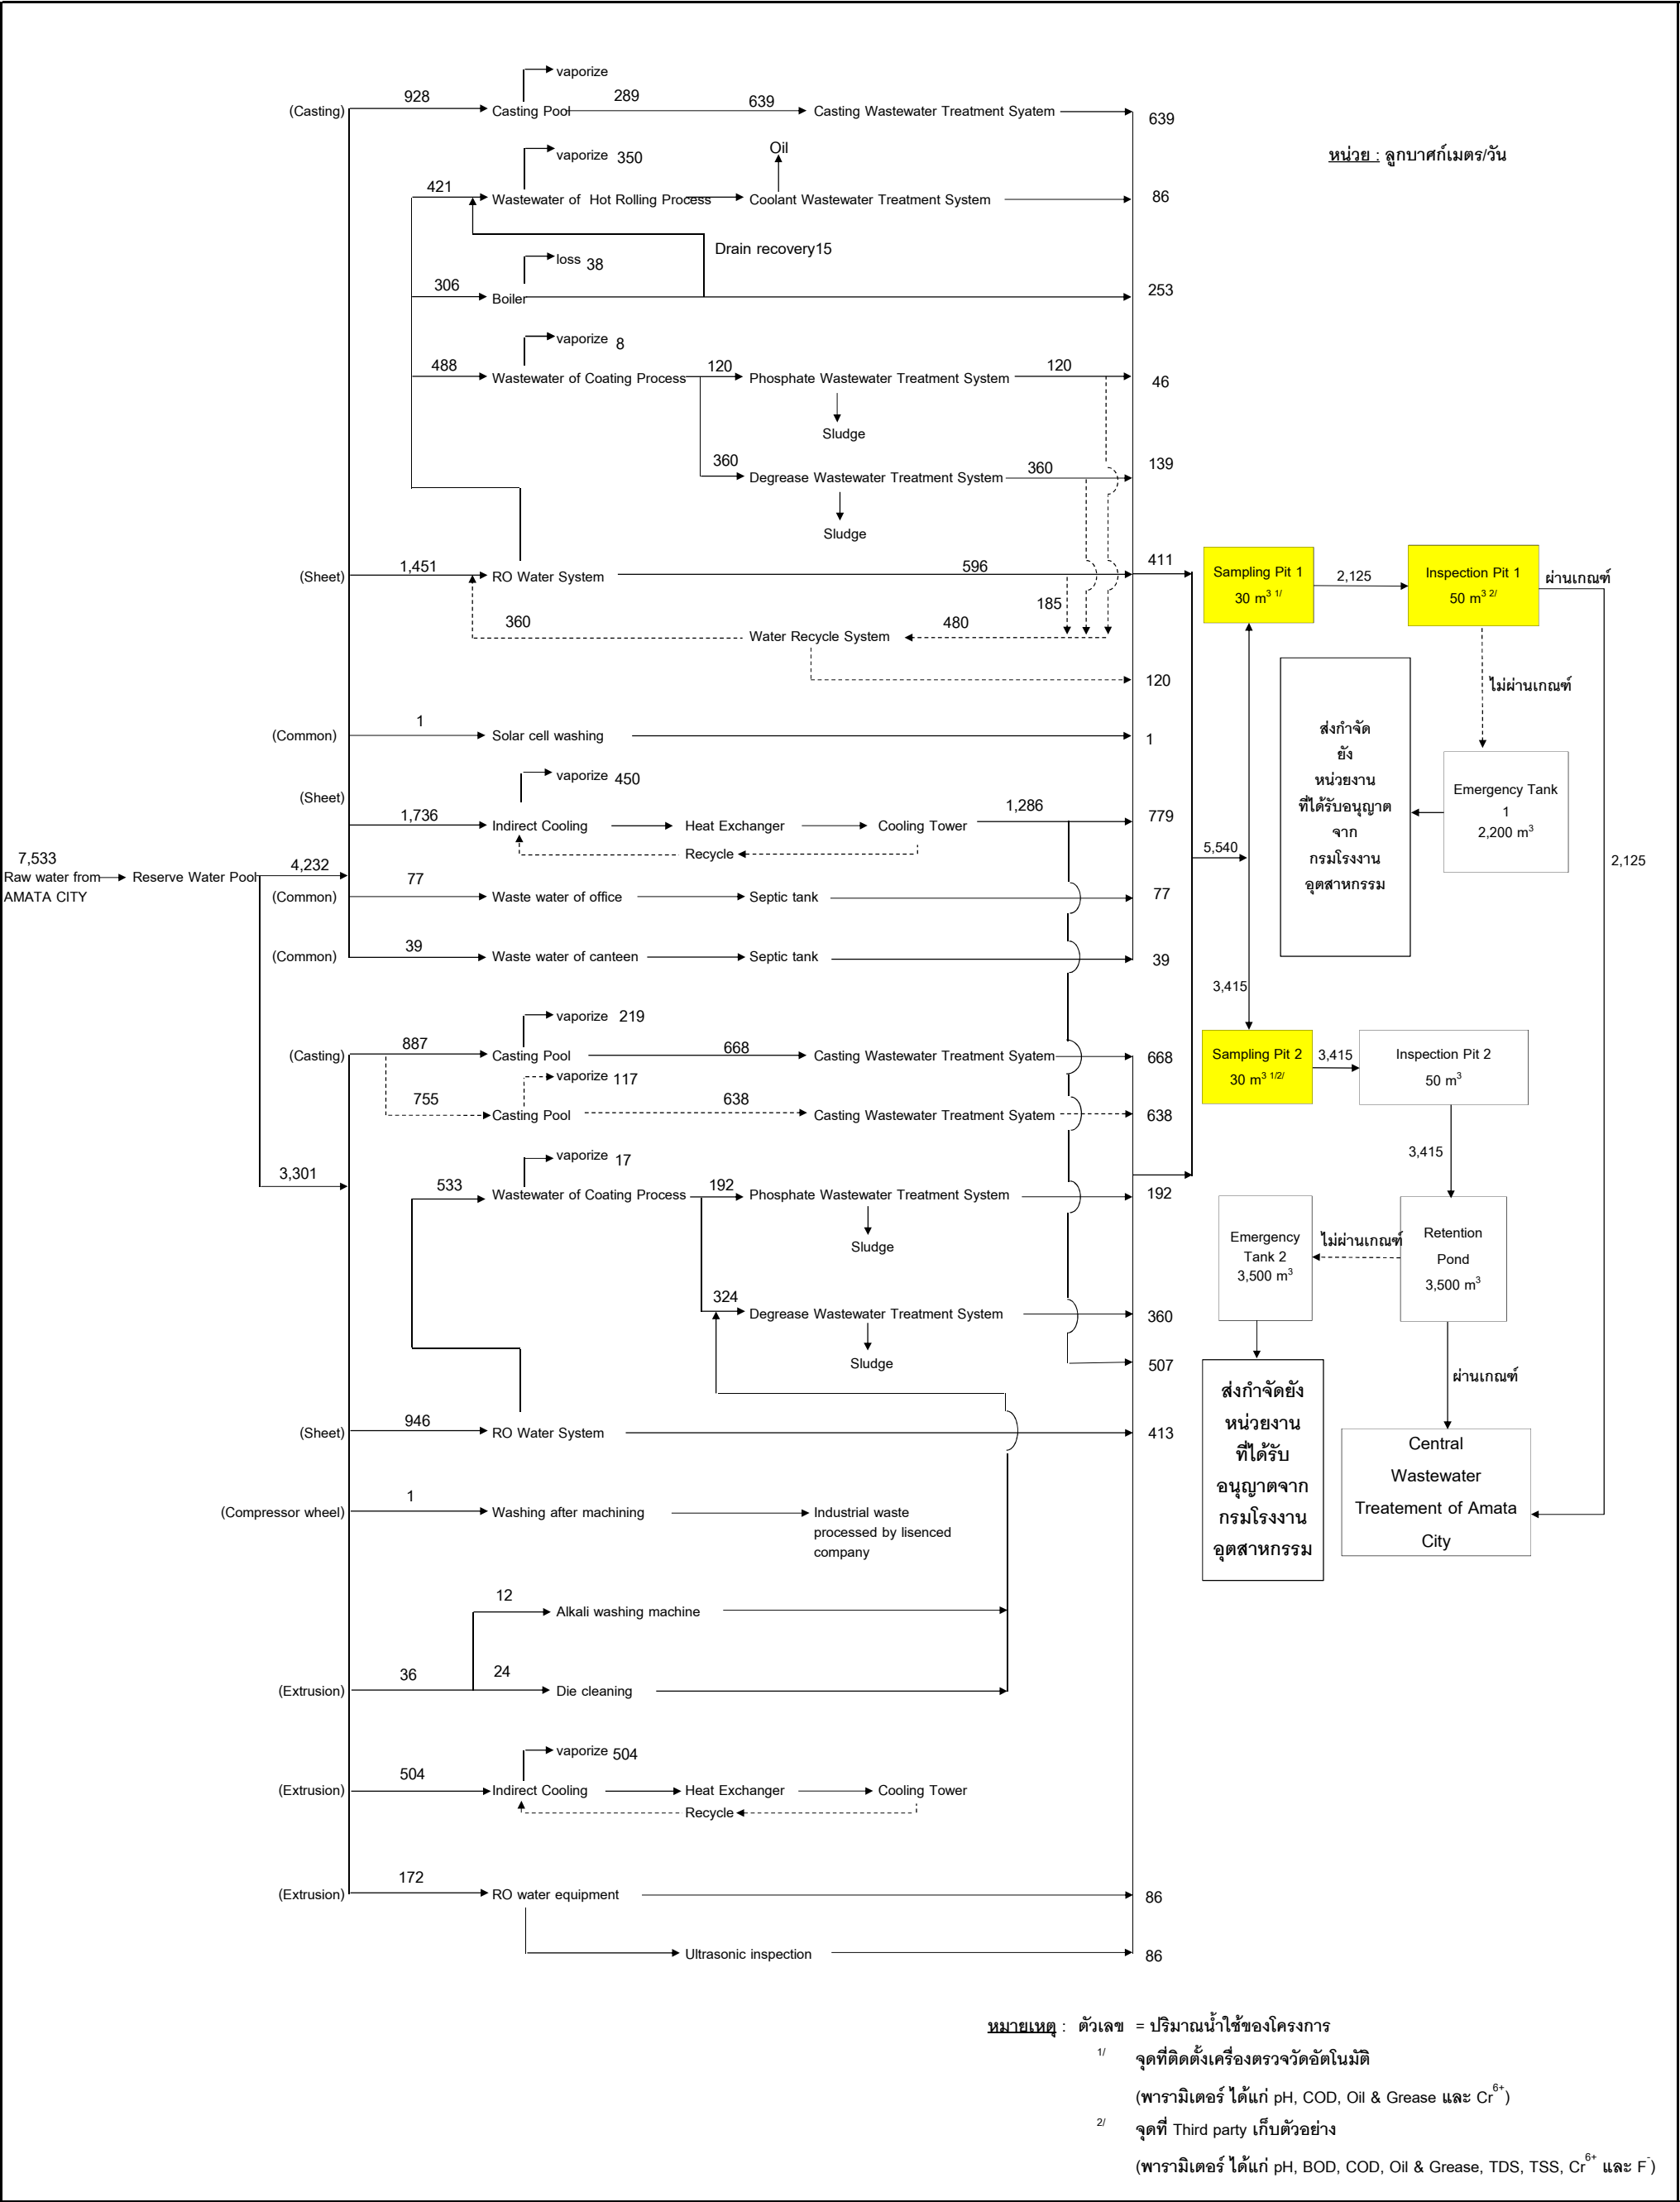 vaporize
(Casting) 928 Casting Pool 289 639 Casting Wastewater Treatment Syatem 639
หน่วย : ลูกบาศก์เมตร/วัน
Oil
vaporize 350
421 Wastewater of Hot Rolling Process Coolant Wastewater Treatment System 86
Drain recovery15
loss 38
306 Boiler 253
vaporize 8
488 Wastewater of Coating Process 120 Phosphate Wastewater Treatment System 120 46
Sludge
360 Degrease Wastewater Treatment System 360 139
Sludge
(Sheet) 1,451 RO Water System 596 411
185
360 Water Recycle System 480
120
Sampling Pit 1
30 m³ 1/
2,125
Inspection Pit 1
50 m³ 2/
ผ่านเกณฑ์
ไม่ผ่านเกณฑ์
ส่งกำจัด
ยัง
หน่วยงาน
ที่ได้รับอนุญาต
จาก
กรมโรงงาน
อุตสาหกรรม
Emergency Tank
1
2,200 m³
2,125
(Common) 1 Solar cell washing 1
(Sheet)
vaporize 450
1,736 Indirect Cooling Heat Exchanger Cooling Tower 1,286 779
Recycle
5,540
7,533
Raw water from
AMATA CITY
Reserve Water Pool
4,232
(Common) 77 Waste water of office Septic tank 77
(Common) 39 Waste water of canteen Septic tank 39
3,415
vaporize 219
(Casting) 887 Casting Pool 668 Casting Wastewater Treatment Syatem 668
vaporize 117
755 Casting Pool 638 Casting Wastewater Treatment Syatem 638
Sampling Pit 2
30 m³ 1/2/
3,415
Inspection Pit 2
50 m³
3,415
3,301
vaporize 17
533 Wastewater of Coating Process 192 Phosphate Wastewater Treatment System 192
Sludge
324 Degrease Wastewater Treatment System 360
Sludge
507
Emergency
Tank 2
3,500 m³
ไม่ผ่านเกณฑ์
Retention
Pond
3,500 m³
ผ่านเกณฑ์
ส่งกำจัดยัง
หน่วยงาน
ที่ได้รับ
อนุญาตจาก
กรมโรงงาน
อุตสาหกรรม
Central
Wastewater
Treatement of Amata
City
(Sheet) 946 RO Water System 413
(Compressor wheel) 1 Washing after machining Industrial waste
processed by lisenced
company
12 Alkali washing machine
(Extrusion) 36 24 Die cleaning
vaporize 504
(Extrusion) 504 Indirect Cooling Heat Exchanger Cooling Tower
Recycle
(Extrusion) 172 RO water equipment 86
Ultrasonic inspection 86
หมายเหตุ : ตัวเลข = ปริมาณน้ำใช้ของโครงการ
1/ จุดที่ติดตั้งเครื่องตรวจวัดอัตโนมัติ
(พารามิเตอร์ ได้แก่ pH, COD, Oil & Grease และ Cr⁶⁺)
2/ จุดที่ Third party เก็บตัวอย่าง
(พารามิเตอร์ ได้แก่ pH, BOD, COD, Oil & Grease, TDS, TSS, Cr⁶⁺ และ F⁻)